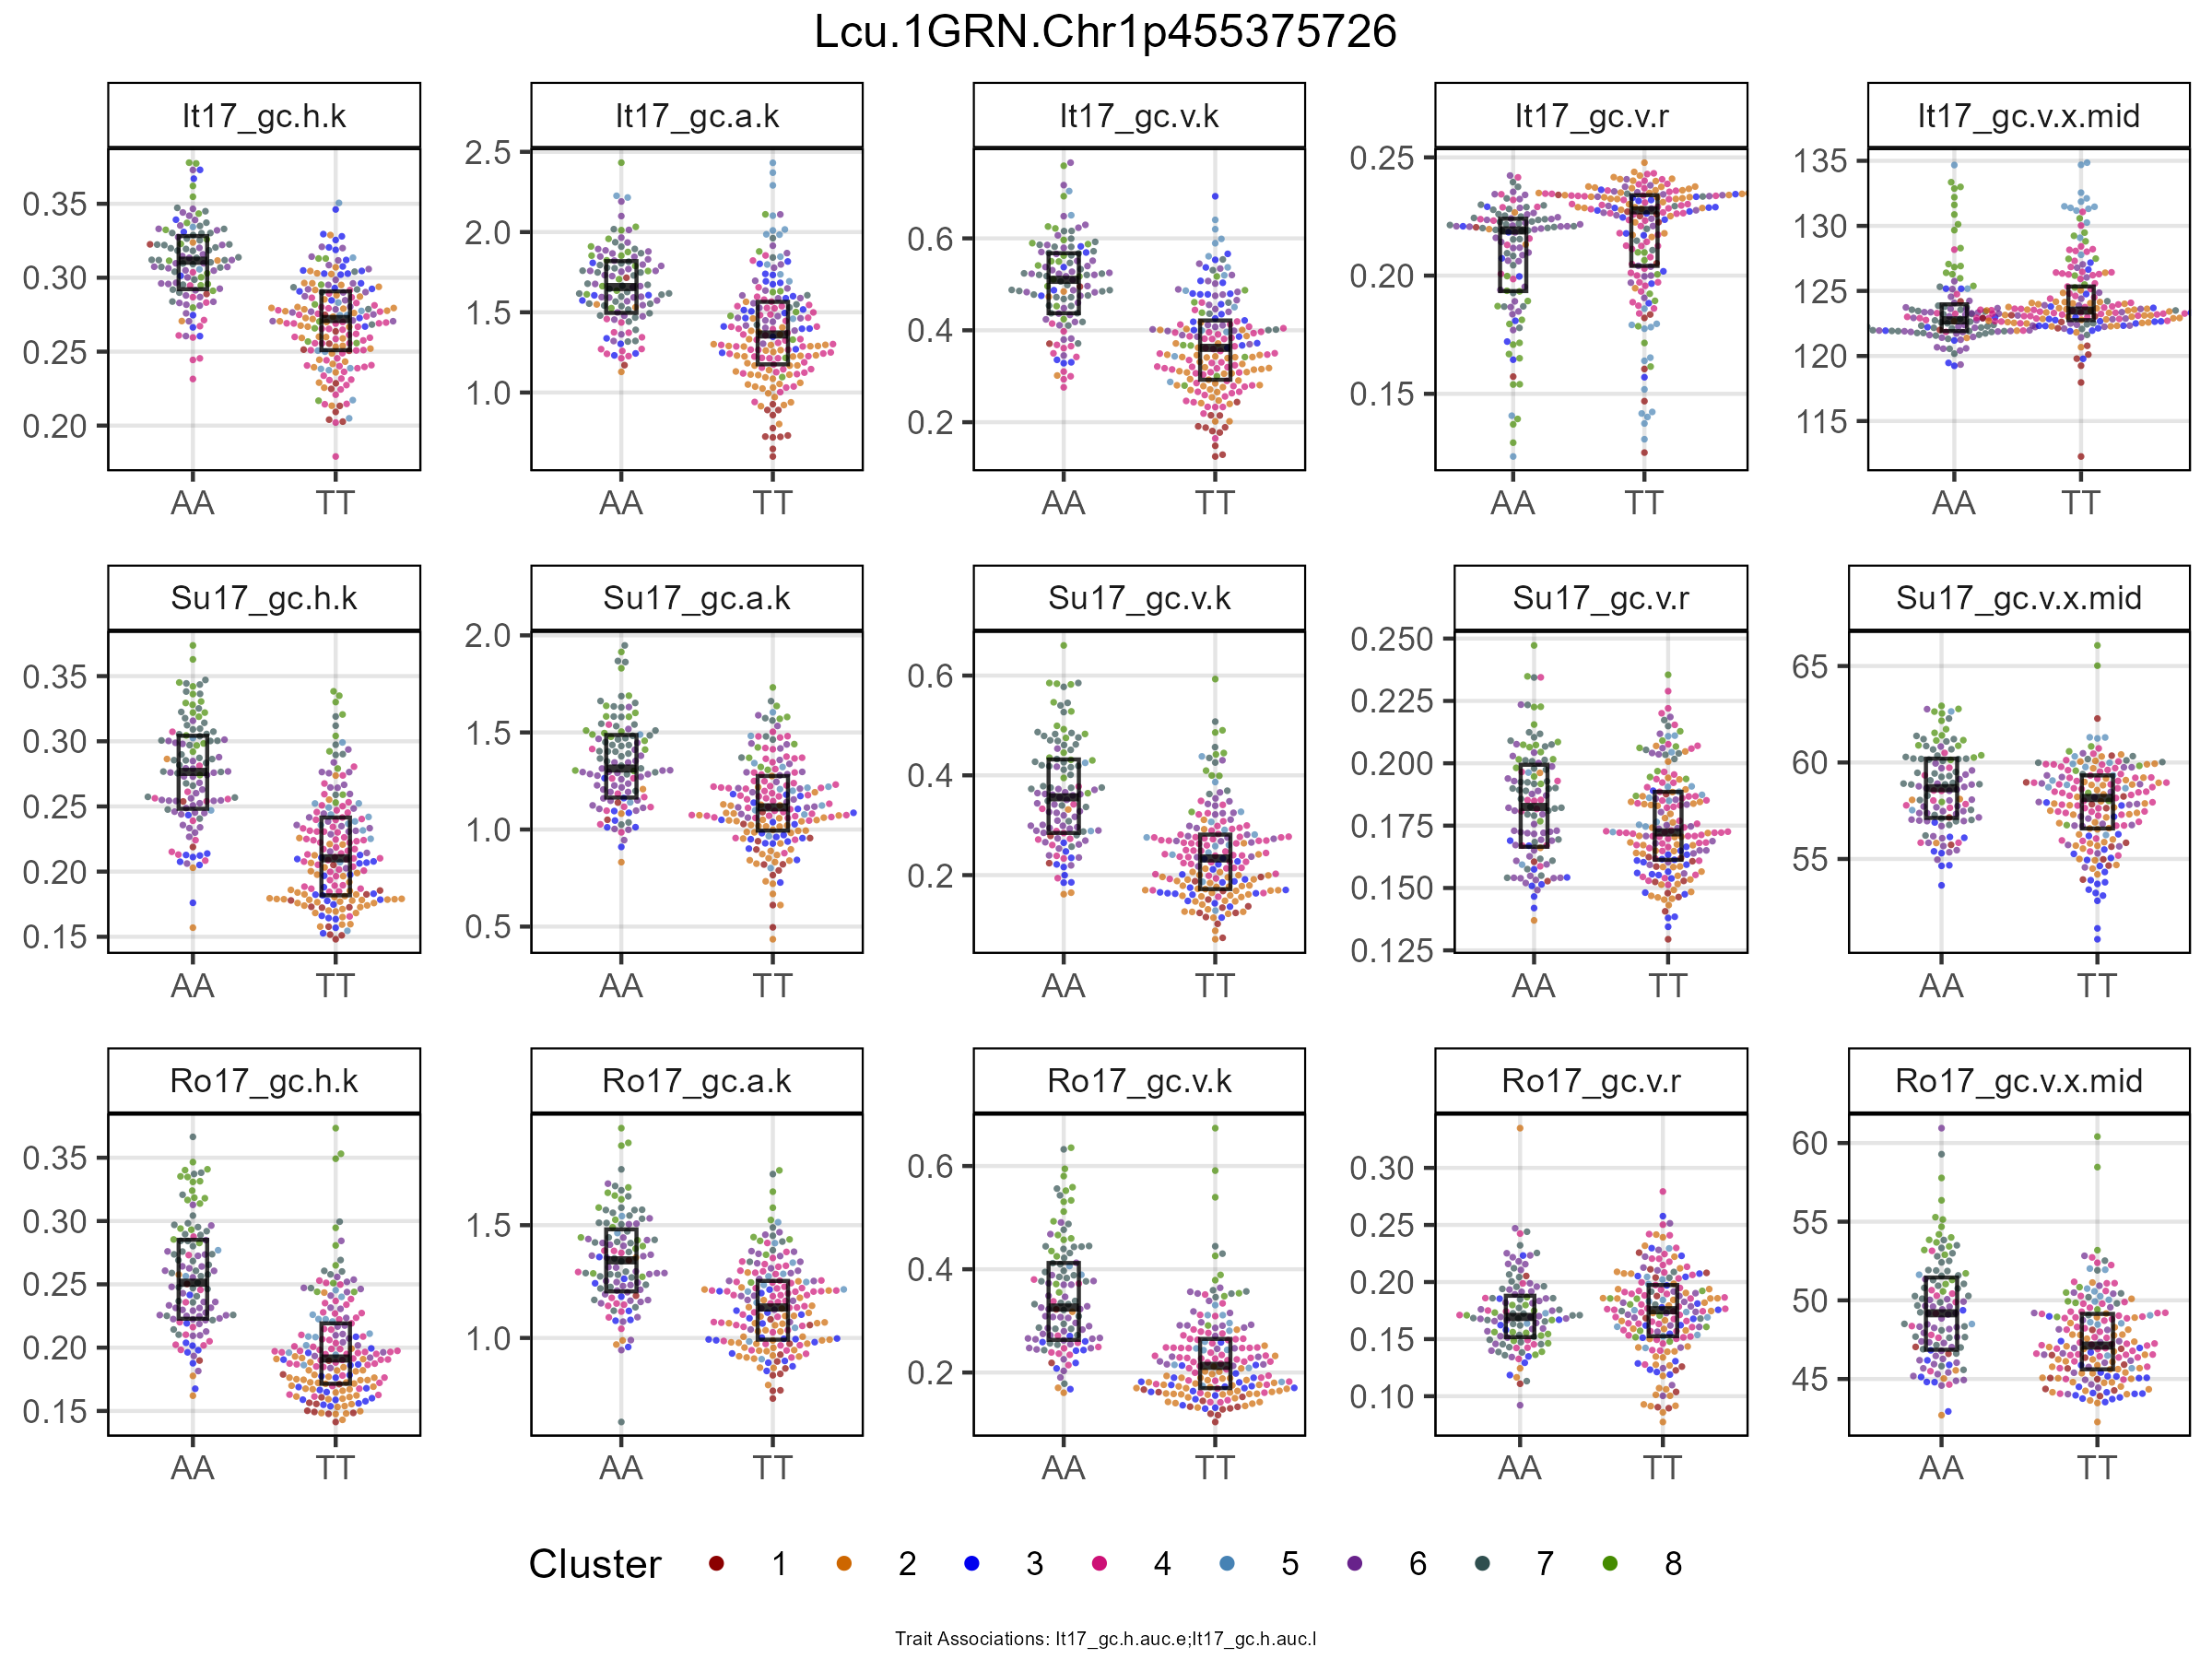 Lcu.1GRN.Chr1p455375726
It17_gc.h.k It17_gc.a.k It17_gc.v.k It17_gc.v.r It17_gc.v.x.mid
0.35 0.30 0.25 0.20
2.5 2.0 1.5 1.0
0.6 0.4 0.2
0.25 0.20 0.15
135 130 125 120 115
AA TT AA TT AA TT AA TT AA TT
Su17_gc.h.k Su17_gc.a.k Su17_gc.v.k Su17_gc.v.r Su17_gc.v.x.mid
0.35 0.30 0.25 0.20 0.15
2.0 1.5 1.0 0.5
0.6 0.4 0.2
0.250 0.225 0.200 0.175 0.150 0.125
65 60 55
AA TT AA TT AA TT AA TT AA TT
Ro17_gc.h.k Ro17_gc.a.k Ro17_gc.v.k Ro17_gc.v.r Ro17_gc.v.x.mid
0.35 0.30 0.25 0.20 0.15
1.5 1.0
0.6 0.4 0.2
0.30 0.25 0.20 0.15 0.10
60 55 50 45
AA TT AA TT AA TT AA TT AA TT
Cluster 1 2 3 4 5 6 7 8
Trait Associations: It17_gc.h.auc.e;It17_gc.h.auc.l